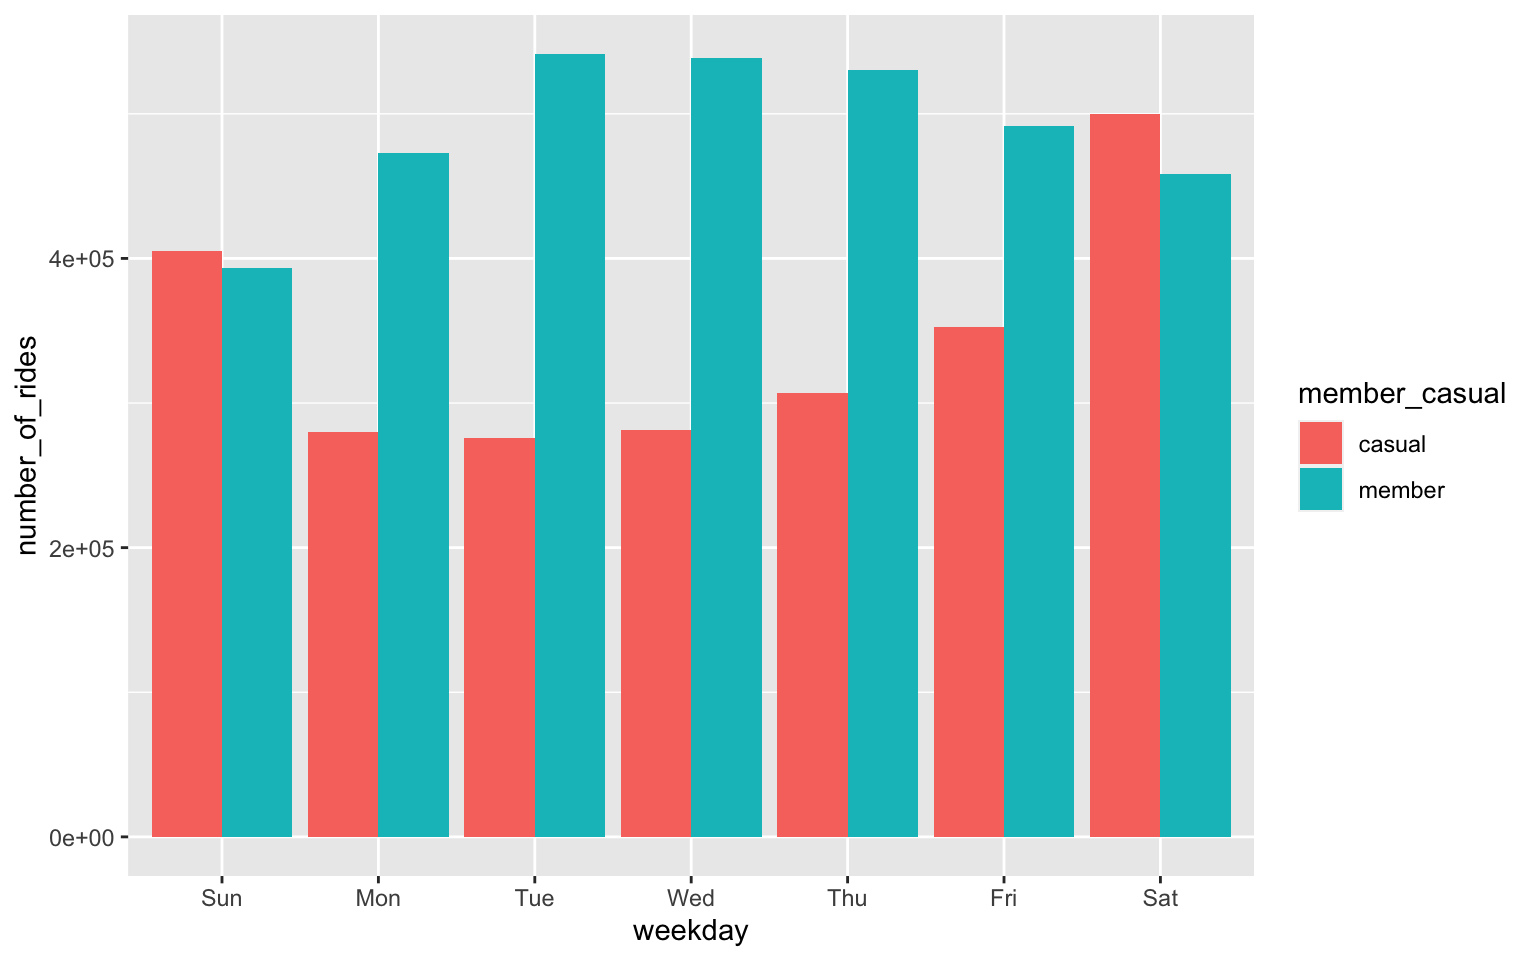 number_of_rides
4e+05
2e+05
0e+00
Sun Mon Tue Wed Thu Fri Sat
weekday
member_casual
casual
member